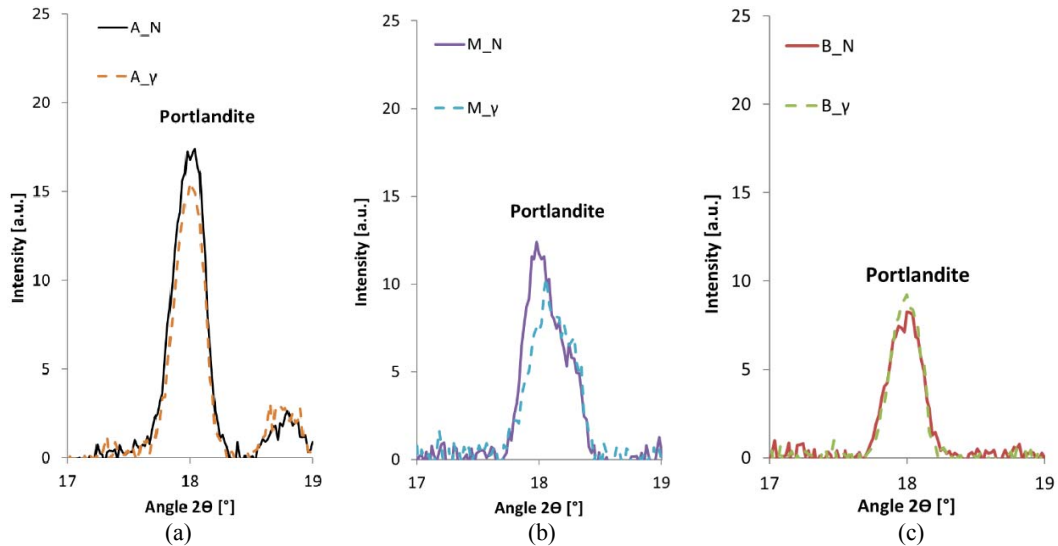 25
20
15
10
5
0
Intensity [a.u.]
A_N
A_γ
Portlandite
17
18
19
Angle 2Θ [°]
(a)
25
20
15
10
5
0
Intensity [a.u.]
M_N
M_γ
Portlandite
17
18
19
Angle 2Θ [°]
(b)
25
20
15
10
5
0
Intensity [a.u.]
B_N
B_γ
Portlandite
17
18
19
Angle 2Θ [°]
(c)